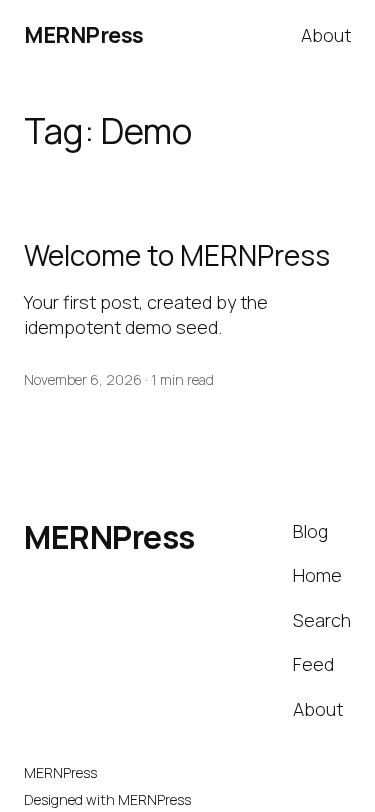 MERNPress
About
Tag: Demo
Welcome to MERNPress
Your first post, created by the
idempotent demo seed.
November 6, 2026 · 1 min read
MERNPress
Blog
Home
Search
Feed
About
MERNPress
Designed with MERNPress